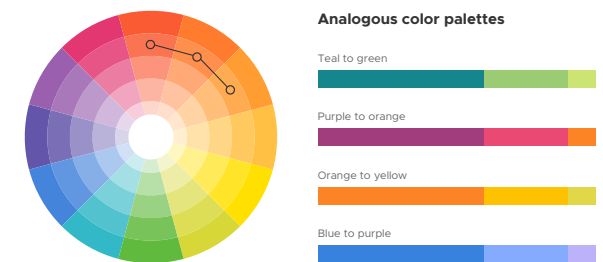 Analogous color palettes
Teal to green
Purple to orange
Orange to yellow
Blue to purple